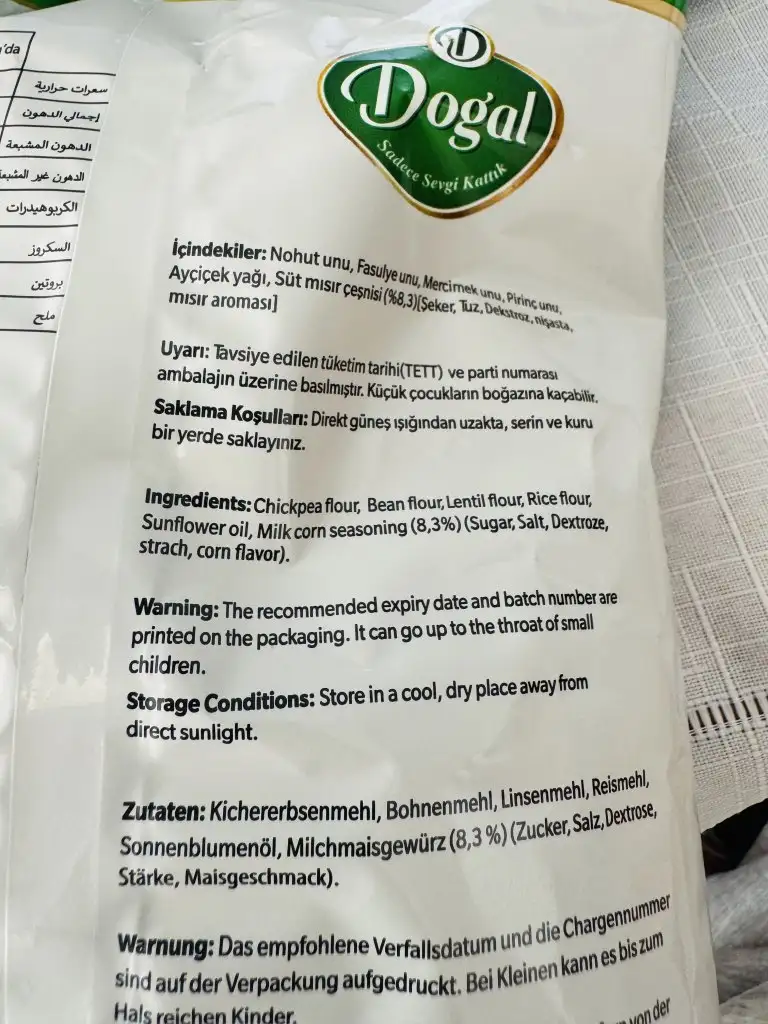 'da
سعرات حرارية
إجمالي الدهون
الدهون المشبعة
الدهون غير المشبعة
الكربوهيدرات
السكروز
بروتين
ملح
D
Doğal
Sadece Sevgi Kattık
İçindekiler: Nohut unu, Fasulye unu, Mercimek unu, Pirinç unu,
Ayçiçek yağı, Süt mısır çeşnisi (%8,3)[Şeker, Tuz, Dekstroz, nişasta,
mısır aroması]
Uyarı: Tavsiye edilen tüketim tarihi(TETT) ve parti numarası
ambalajın üzerine basılmıştır. Küçük çocukların boğazına kaçabilir.
Saklama Koşulları: Direkt güneş ışığından uzakta, serin ve kuru
bir yerde saklayınız.
Ingredients: Chickpea flour, Bean flour, Lentil flour, Rice flour,
Sunflower oil, Milk corn seasoning (8,3%) (Sugar, Salt, Dextroze,
strach, corn flavor).
Warning: The recommended expiry date and batch number are
printed on the packaging. It can go up to the throat of small
children.
Storage Conditions: Store in a cool, dry place away from
direct sunlight.
Zutaten: Kichererbsenmehl, Bohnenmehl, Linsenmehl, Reismehl,
Sonnenblumenöl, Milchmaisgewürz (8,3 %) (Zucker, Salz, Dextrose,
Stärke, Maisgeschmack).
Warnung: Das empfohlene Verfallsdatum und die Chargennummer
sind auf der Verpackung aufgedruckt. Bei Kleinen kann es bis zum
Hals reichen Kinder.
von der